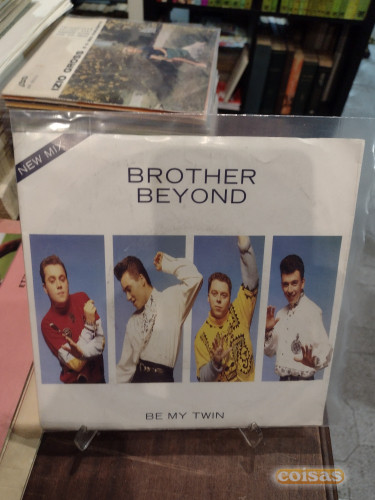 NEW MIX
BROTHER
BEYOND
BE MY TWIN
coisas